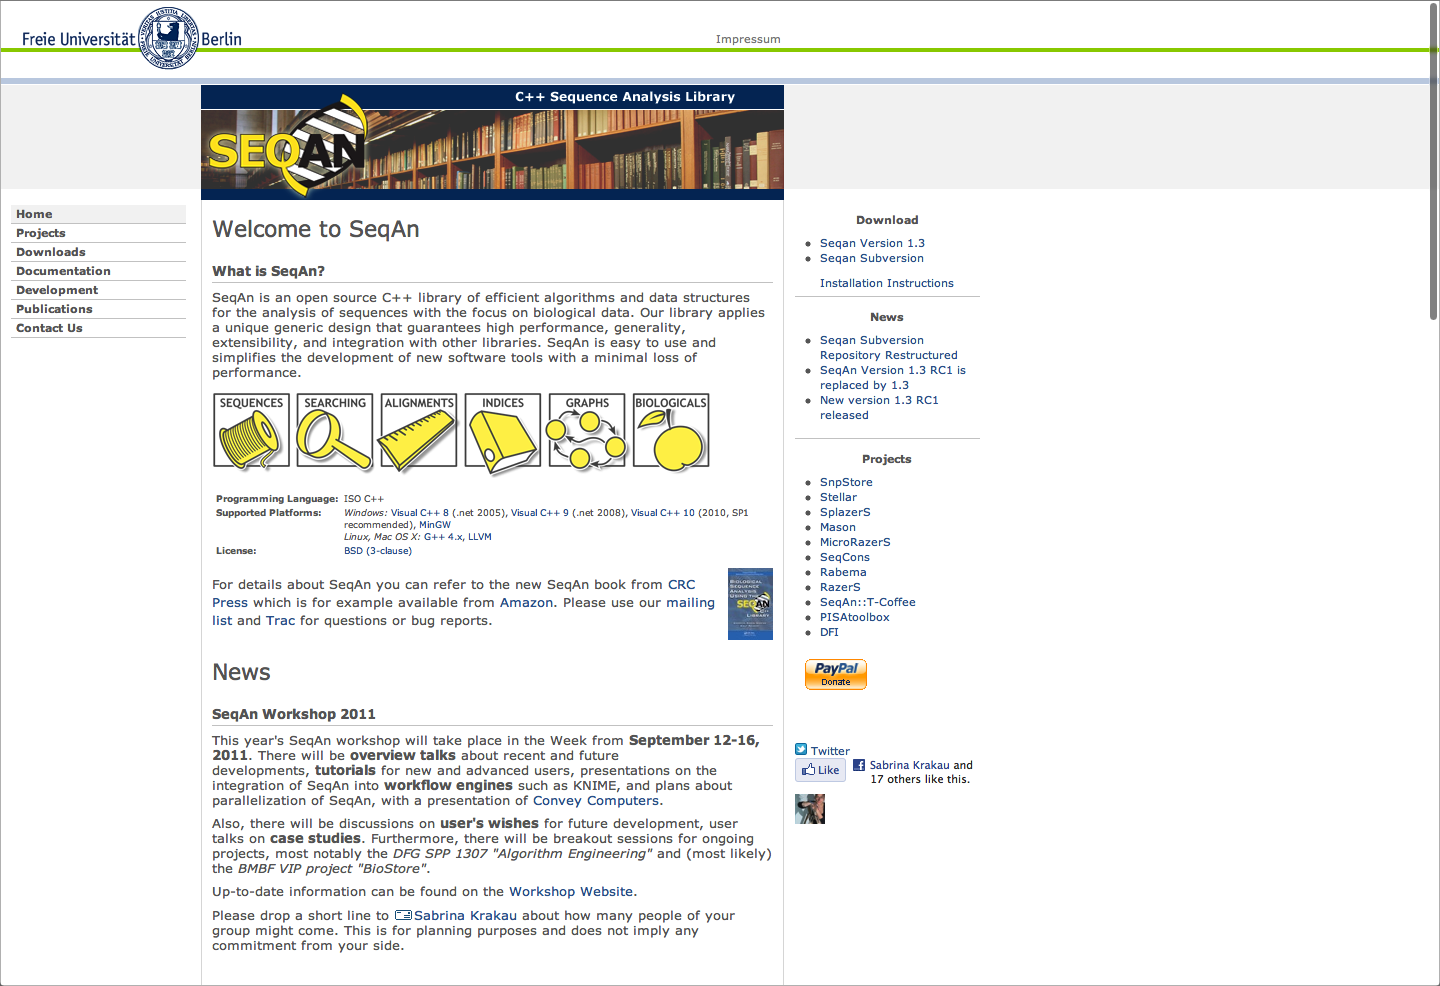 Freie Universität Berlin
Impressum
C++ Sequence Analysis Library
SEQAN
Home
Projects
Downloads
Documentation
Development
Publications
Contact Us
Welcome to SeqAn
What is SeqAn?
SeqAn is an open source C++ library of efficient algorithms and data structures
for the analysis of sequences with the focus on biological data. Our library applies
a unique generic design that guarantees high performance, generality,
extensibility, and integration with other libraries. SeqAn is easy to use and
simplifies the development of new software tools with a minimal loss of
performance.
SEQUENCES SEARCHING ALIGNMENTS INDICES GRAPHS BIOLOGICALS
Programming Language: ISO C++
Supported Platforms: Windows: Visual C++ 8 (.net 2005), Visual C++ 9 (.net 2008), Visual C++ 10 (2010, SP1
recommended), MinGW
Linux, Mac OS X: G++ 4.x, LLVM
License: BSD (3-clause)
For details about SeqAn you can refer to the new SeqAn book from CRC
Press which is for example available from Amazon. Please use our mailing
list and Trac for questions or bug reports.
BIOLOGICAL
SEQUENCE
ANALYSIS
USING THE
SEQAN
C++
LIBRARY
News
SeqAn Workshop 2011
This year's SeqAn workshop will take place in the Week from September 12-16,
2011. There will be overview talks about recent and future
developments, tutorials for new and advanced users, presentations on the
integration of SeqAn into workflow engines such as KNIME, and plans about
parallelization of SeqAn, with a presentation of Convey Computers.
Also, there will be discussions on user's wishes for future development, user
talks on case studies. Furthermore, there will be breakout sessions for ongoing
projects, most notably the DFG SPP 1307 "Algorithm Engineering" and (most likely)
the BMBF VIP project "BioStore".
Up-to-date information can be found on the Workshop Website.
Please drop a short line to Sabrina Krakau about how many people of your
group might come. This is for planning purposes and does not imply any
commitment from your side.
Download
Seqan Version 1.3
Seqan Subversion
Installation Instructions
News
Seqan Subversion
Repository Restructured
SeqAn Version 1.3 RC1 is
replaced by 1.3
New version 1.3 RC1
released
Projects
SnpStore
Stellar
SplazerS
Mason
MicroRazerS
SeqCons
Rabema
RazerS
SeqAn::T-Coffee
PISAtoolbox
DFI
PayPal
Donate
Twitter
Like
Sabrina Krakau and
17 others like this.